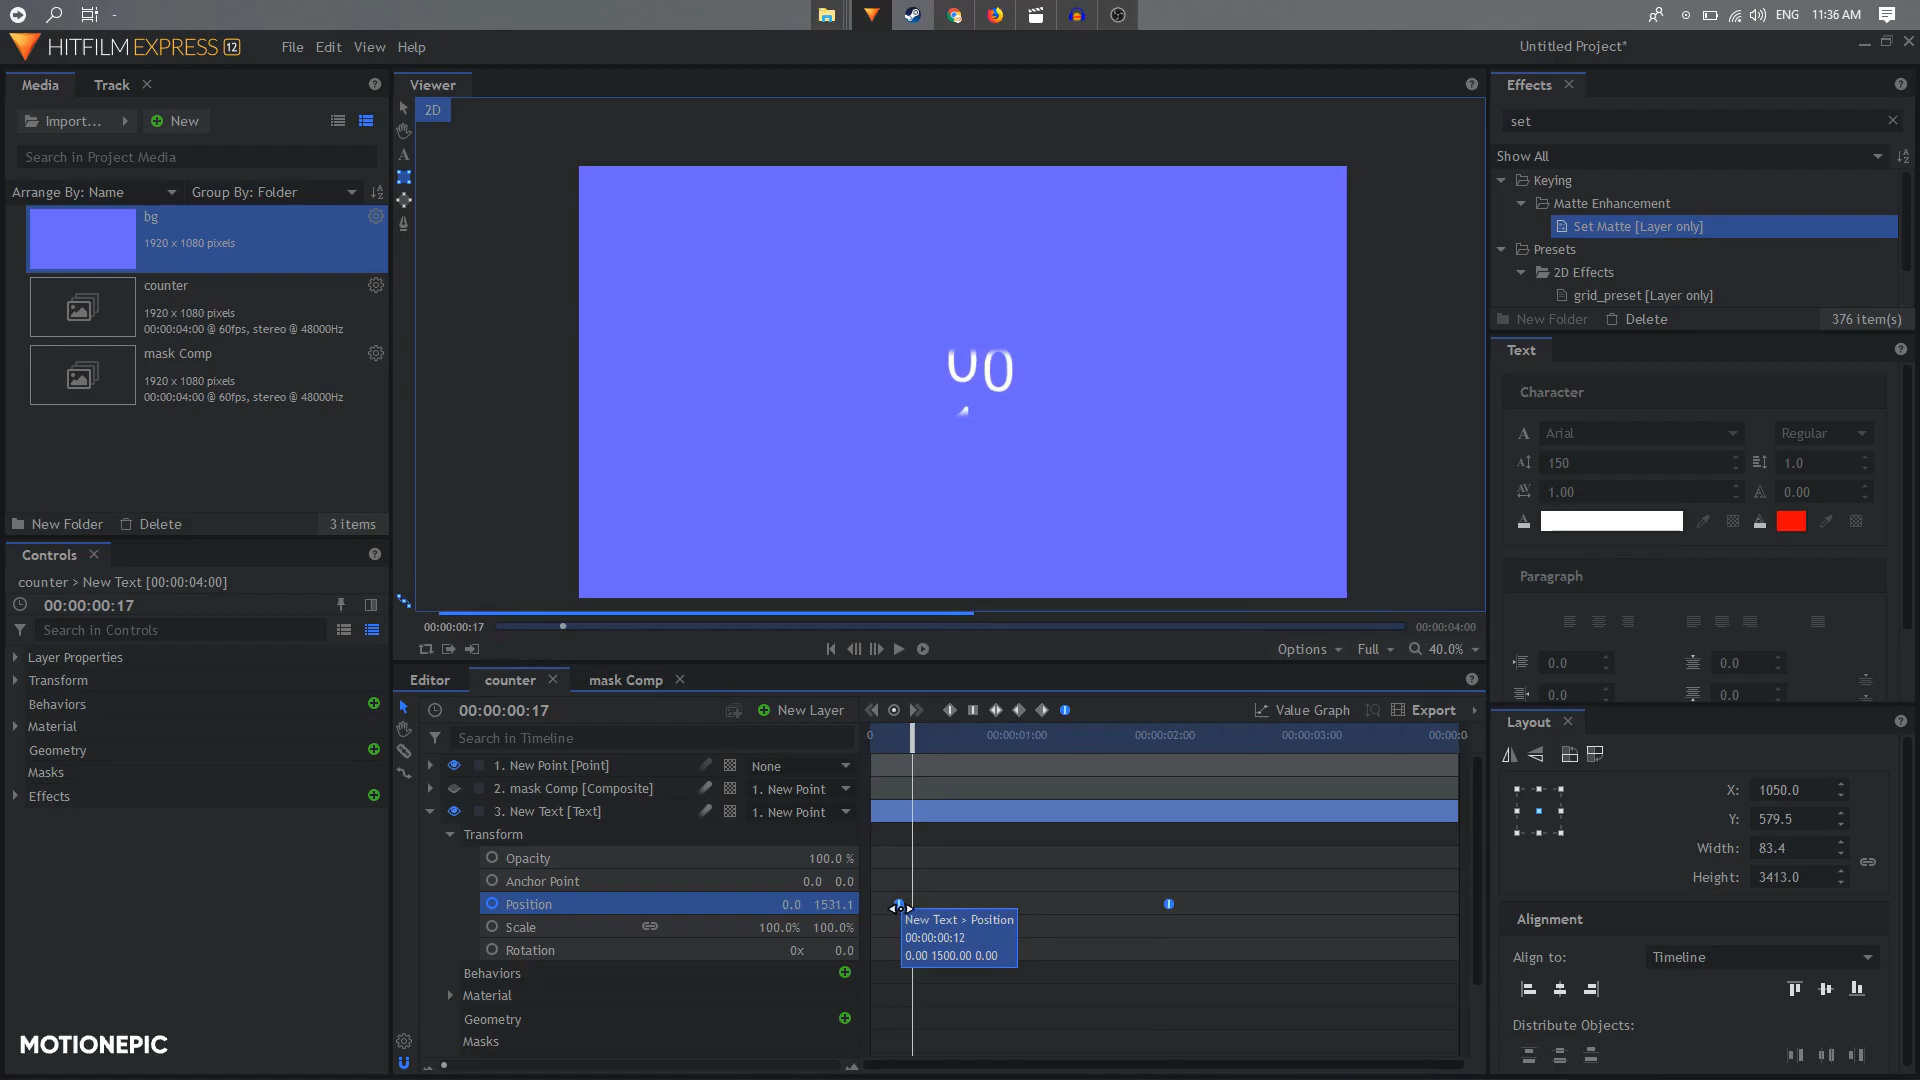 ENG
11:36 AM
HITFILM EXPRESS 12
File Edit View Help
Untitled Project*
Media
Track
Import...
New
Search in Project Media
Arrange By: Name
Group By: Folder
bg
1920 x 1080 pixels
counter
1920 x 1080 pixels
00:00:04:00 @ 60fps, stereo @ 48000Hz
mask Comp
1920 x 1080 pixels
00:00:04:00 @ 60fps, stereo @ 48000Hz
New Folder
Delete
3 items
Controls
counter > New Text [00:00:04:00]
00:00:00:17
Search in Controls
Layer Properties
Transform
Behaviors
Material
Geometry
Masks
Effects
MOTIONEPIC
Viewer
2D
00
00:00:00:17
00:00:04:00
Options
Full
40.0%
Editor
counter
mask Comp
00:00:00:17
New Layer
Value Graph
Export
Search in Timeline
0
00:00:01:00
00:00:02:00
00:00:03:00
00:00:0
1. New Point [Point]
None
2. mask Comp [Composite]
1. New Point
3. New Text [Text]
1. New Point
Transform
Opacity
100.0 %
Anchor Point
0.0 0.0
Position
0.0 1531.1
Scale
100.0% 100.0%
Rotation
0x 0.0
Behaviors
Material
Geometry
Masks
New Text > Position
00:00:00:12
0.00 1500.00 0.00
Effects
set
Show All
Keying
Matte Enhancement
Set Matte [Layer only]
Presets
2D Effects
grid_preset [Layer only]
New Folder
Delete
376 item(s)
Text
Character
Arial
Regular
150
1.0
1.00
0.00
Paragraph
0.0
0.0
0.0
0.0
Layout
X: 1050.0
Y: 579.5
Width: 83.4
Height: 3413.0
Alignment
Align to: Timeline
Distribute Objects: